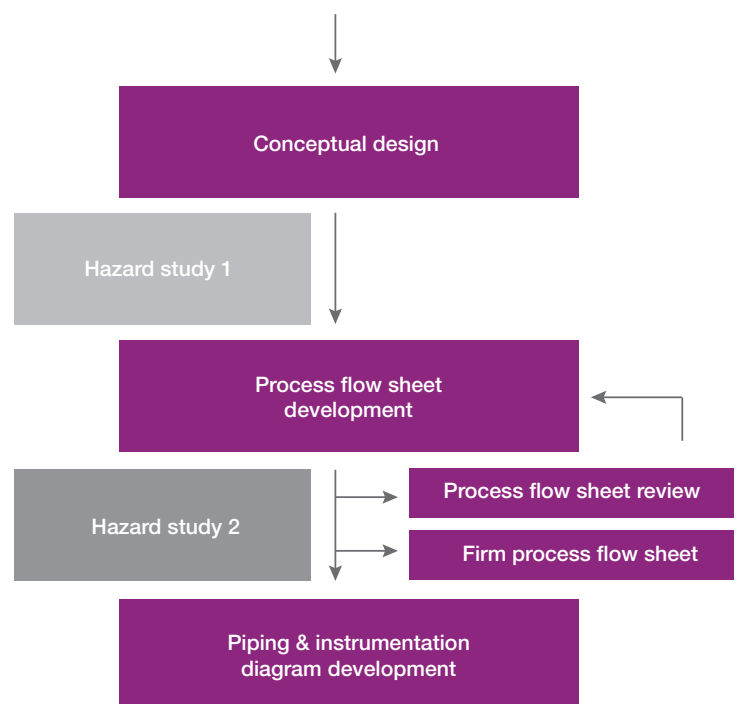 Conceptual design
Hazard study 1
Process flow sheet
development
Process flow sheet review
Hazard study 2
Firm process flow sheet
Piping & instrumentation
diagram development